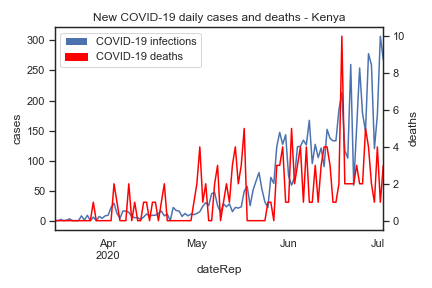 New COVID-19 daily cases and deaths - Kenya
COVID-19 infections
COVID-19 deaths
300
250
200
150
100
50
0
cases
10
8
6
4
2
0
deaths
Apr
2020
May
Jun
Jul
dateRep